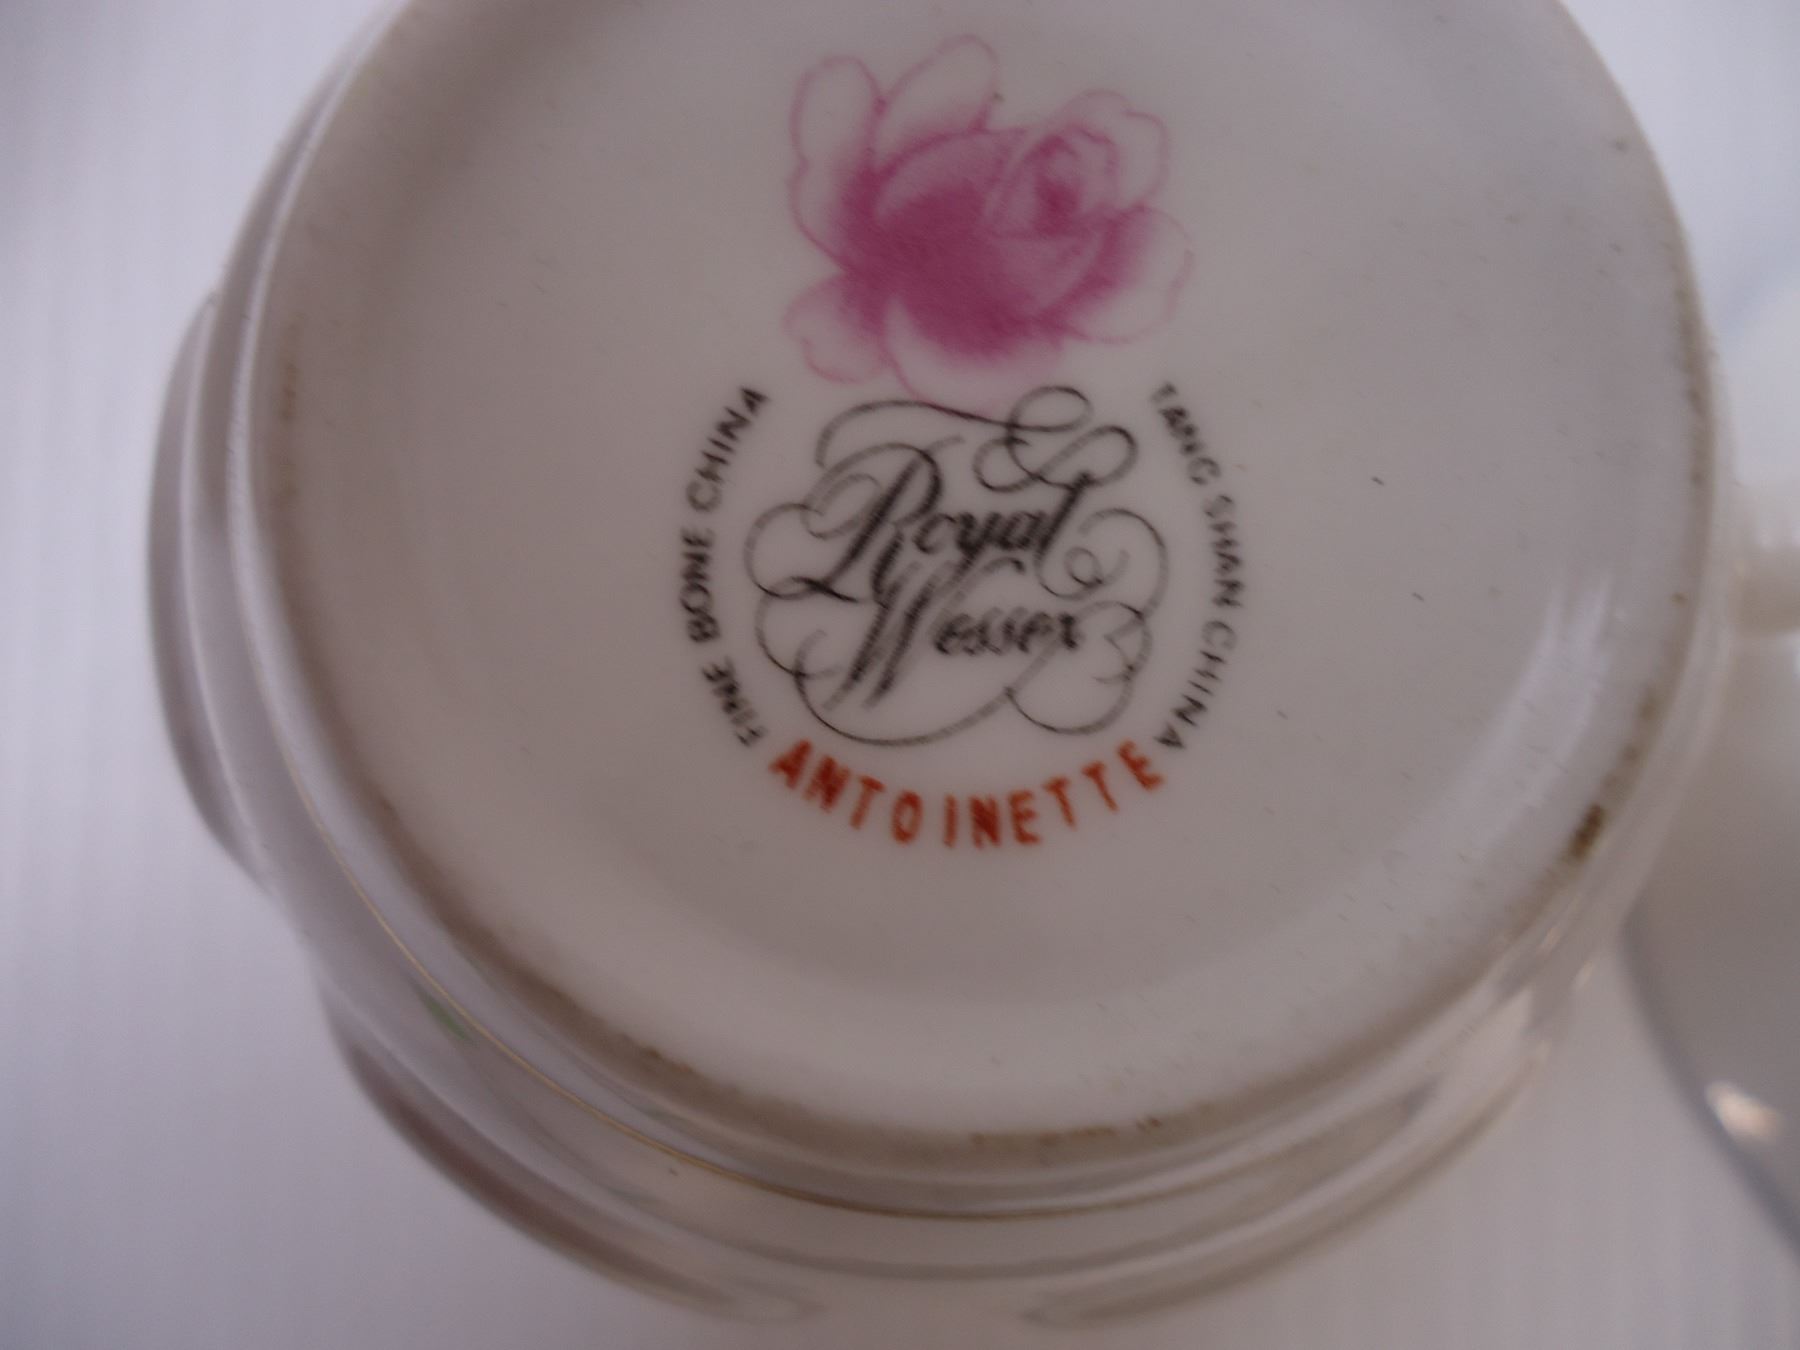 FINE BONE CHINA
Royal
Wessex
TANG SHAN CHINA
ANTOINETTE